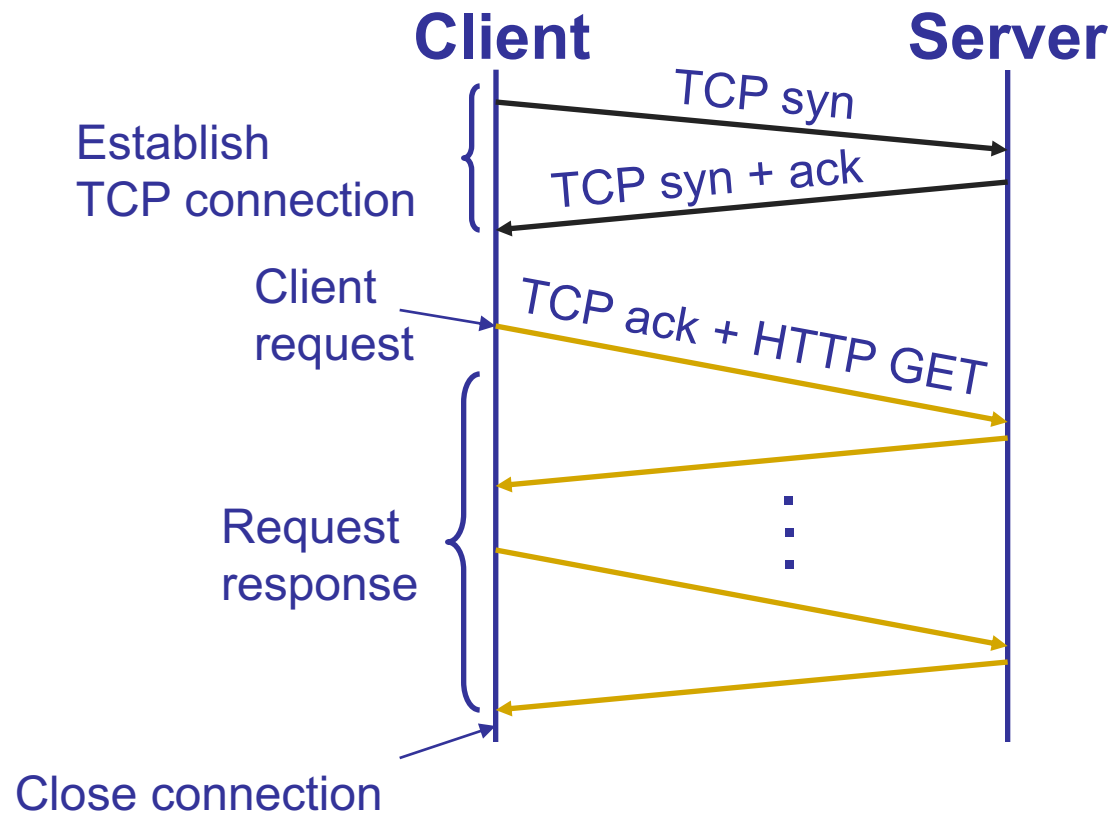 Client
Server
TCP syn
Establish
TCP connection
TCP syn + ack
Client
request
TCP ack + HTTP GET
Request
response
Close connection